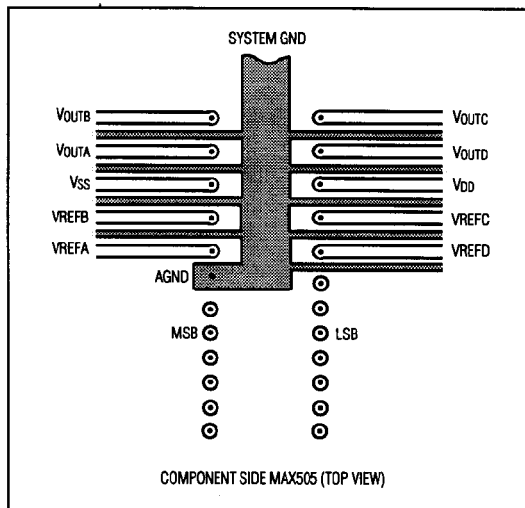 SYSTEM GND
VOUTB VOUTC
VOUTA VOUTD
VSS VDD
VREFB VREFC
VREFA VREFD
AGND
MSB LSB
COMPONENT SIDE MAX505 (TOP VIEW)